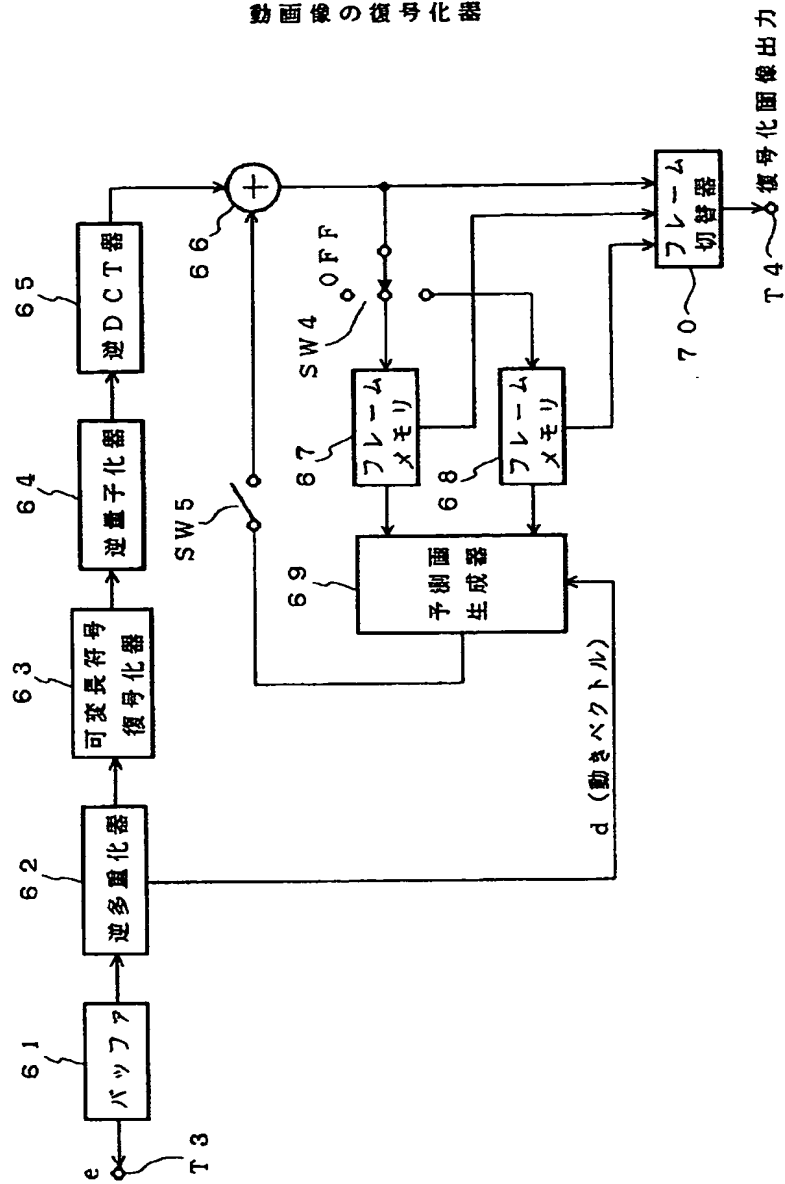 動画像の復号化器
e
T3
61
バッファ
62
逆多重化器
63
可変長符号
復号化器
64
逆量子化器
65
逆DCT器
66
SW5
SW4
OFF
67
フレーム
メモリ
68
フレーム
メモリ
69
予測画
生成器
d（動きベクトル）
70
フレーム
切替器
T4
復号化画像出力